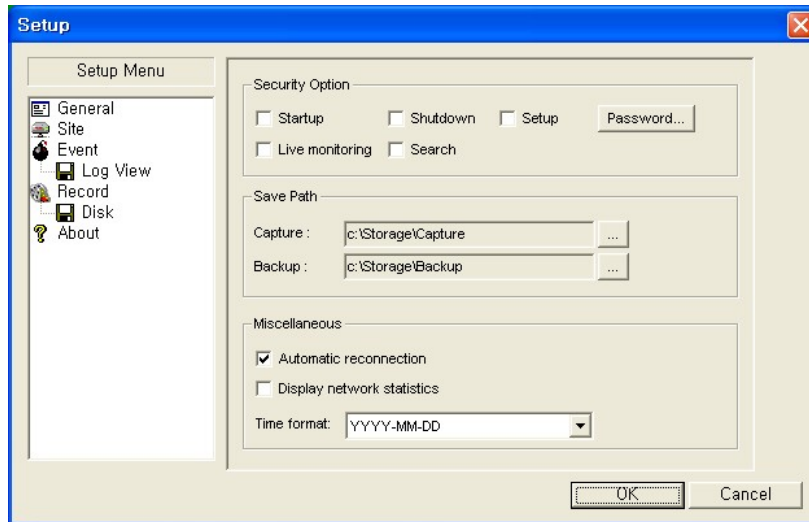 Setup
Setup Menu
General
Site
Event
Log View
Record
Disk
About
Security Option
Startup
Shutdown
Setup
Password...
Live monitoring
Search
Save Path
Capture :
c:\Storage\Capture
...
Backup :
c:\Storage\Backup
...
Miscellaneous
Automatic reconnection
Display network statistics
Time format:
YYYY-MM-DD
OK
Cancel